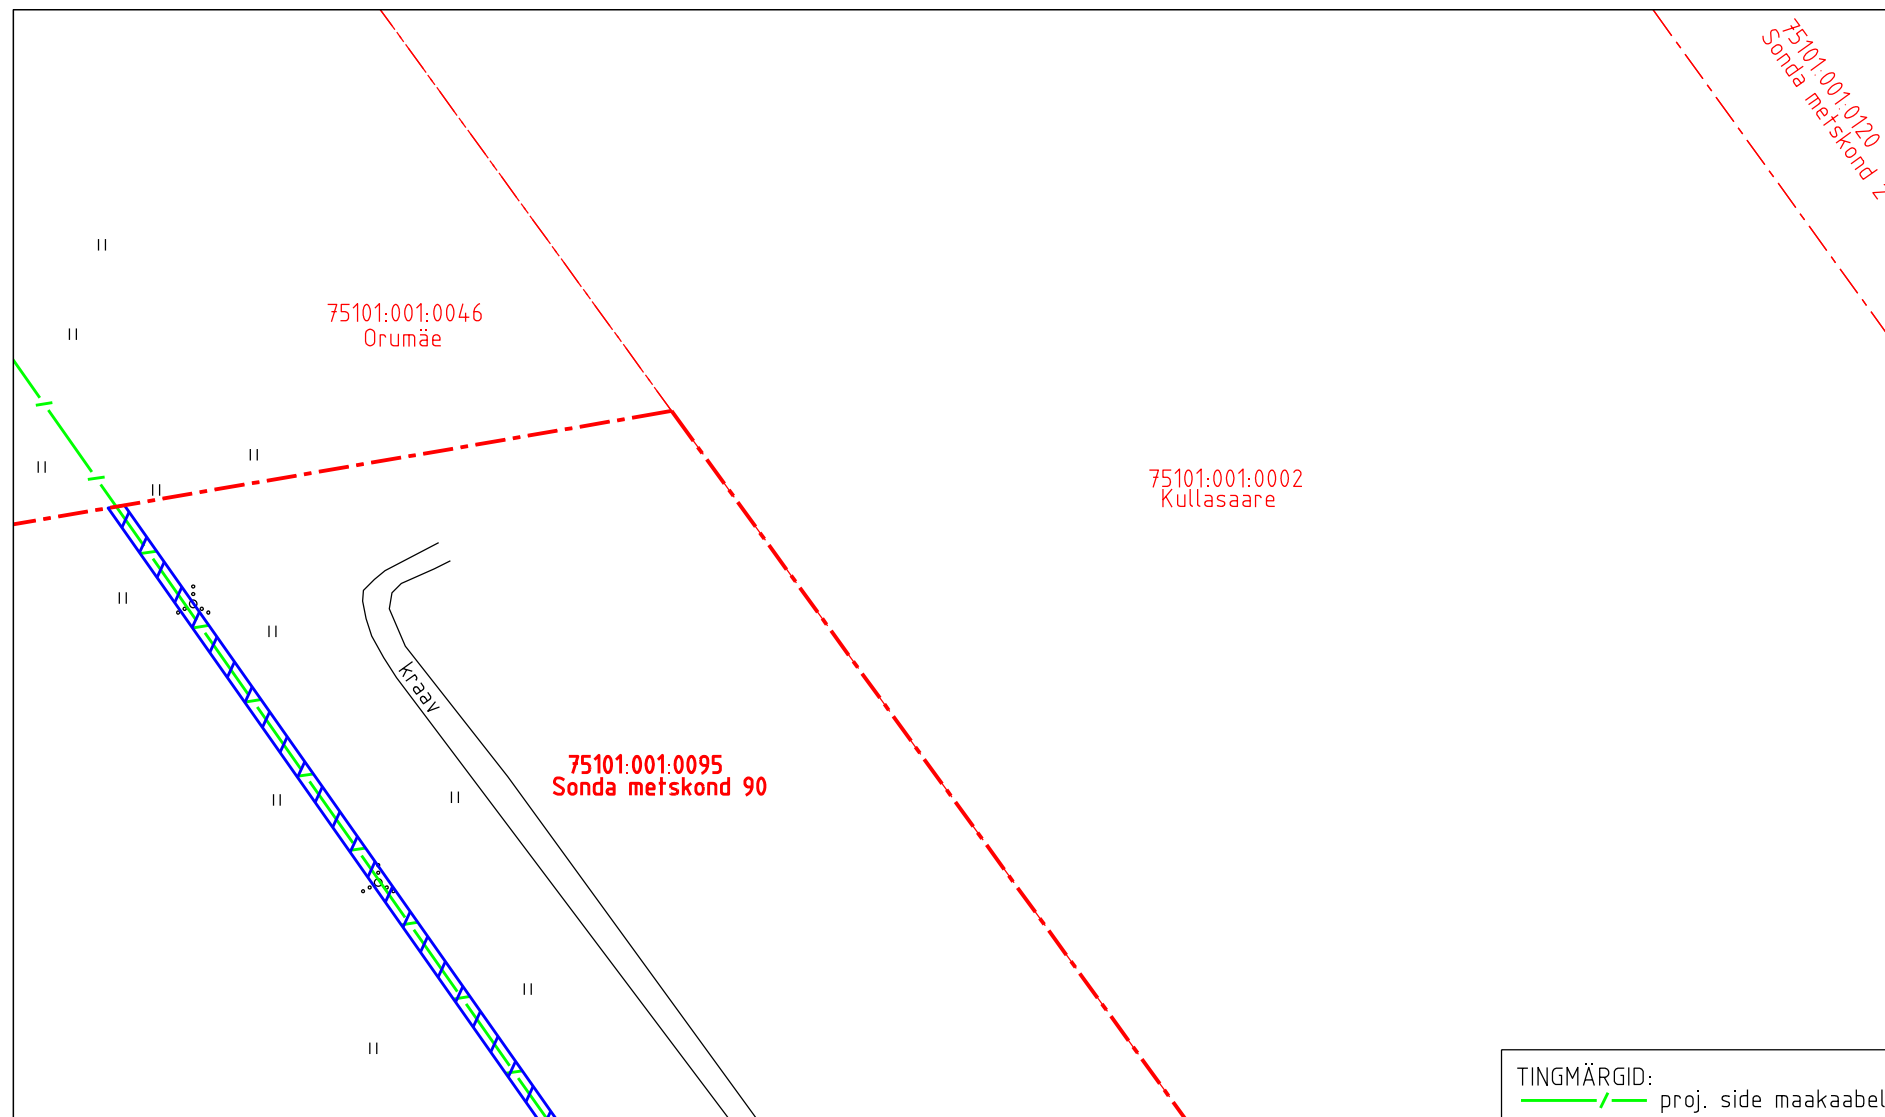 75101:001:0120
Sonda metskond 2
75101:001:0046
Orumäe
75101:001:0002
Kullasaare
kraav
75101:001:0095
Sonda metskond 90
TINGMÄRGID:
proj. side maakaabel